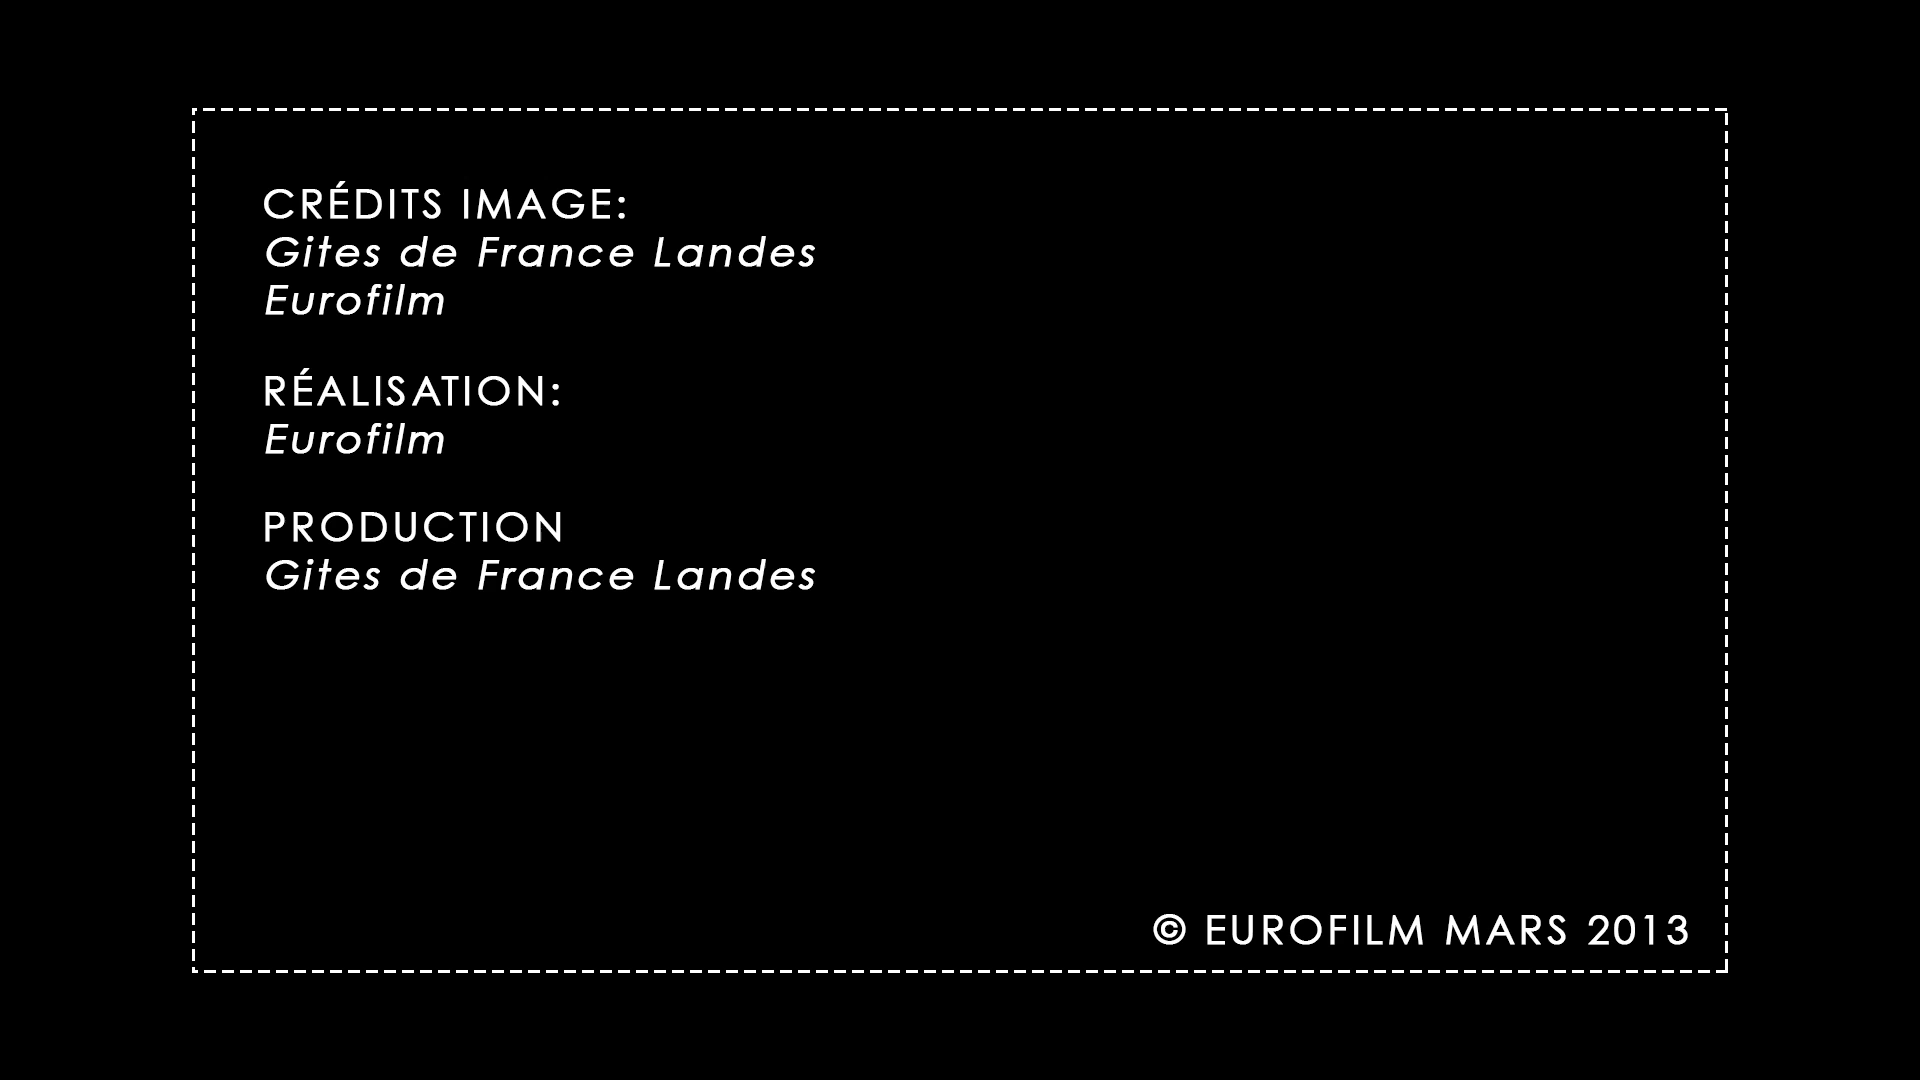 CRÉDITS IMAGE:
Gites de France Landes
Eurofilm
RÉALISATION:
Eurofilm
PRODUCTION
Gites de France Landes
© EUROFILM MARS 2013